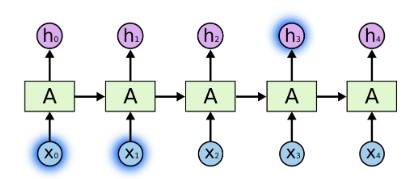 h₀ h₁ h₂ h₃ h₄
A A A A A
x₀ x₁ x₂ x₃ x₄